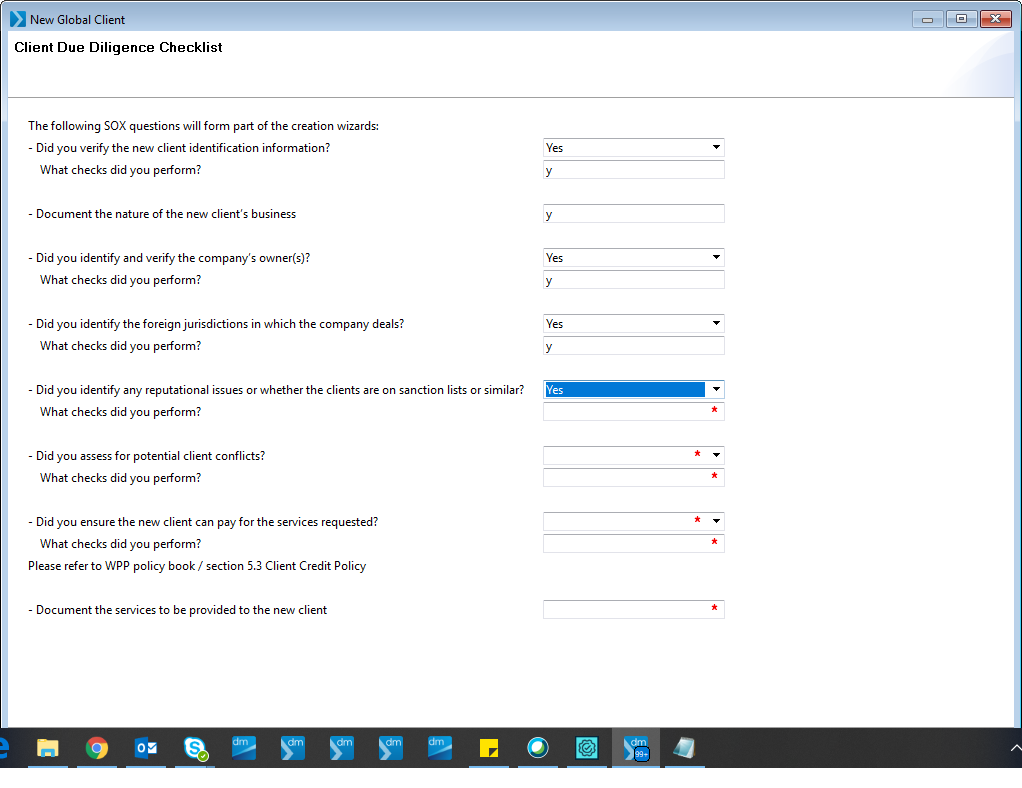 New Global Client
Client Due Diligence Checklist
The following SOX questions will form part of the creation wizards:
- Did you verify the new client identification information? Yes
What checks did you perform? y
- Document the nature of the new client's business y
- Did you identify and verify the company's owner(s)? Yes
What checks did you perform? y
- Did you identify the foreign jurisdictions in which the company deals? Yes
What checks did you perform? y
- Did you identify any reputational issues or whether the clients are on sanction lists or similar? Yes
What checks did you perform? *
- Did you assess for potential client conflicts? *
What checks did you perform? *
- Did you ensure the new client can pay for the services requested? *
What checks did you perform? *
Please refer to WPP policy book / section 5.3 Client Credit Policy
- Document the services to be provided to the new client *
dm dm dm dm dm dm 99+